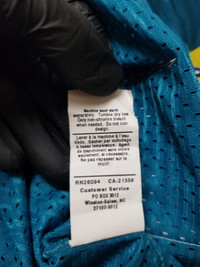 Machine wash warm
separately. Tumble dry low.
Only non-chlorine bleach
when needed. Do not iron
design.
Laver à la machine à l'eau
tiède. Sécher par culbutage
à basse température. Agent
de blanchiment sans chlore
seulement, si nécessaire.
Ne pas repasser sur le
motif.
RN26094 CA-21356
Customer Service
PO BOX 3012
Winston-Salem, NC
27102-3012